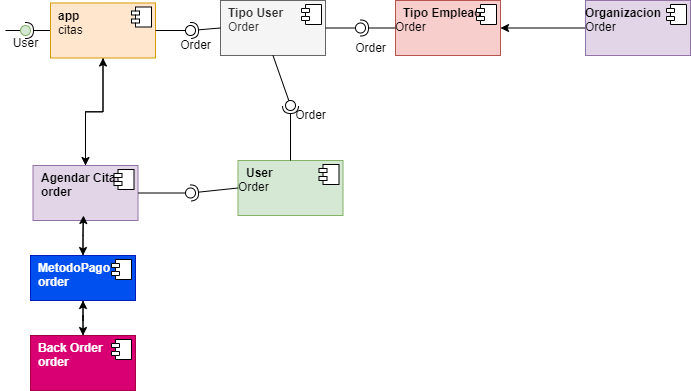 app
citas
User
Order
Tipo User
Order
Order
Tipo Emplead
Order
Organizacion
Order
Order
Agendar Cita
order
User
Order
MetodoPago
order
Back Order
order